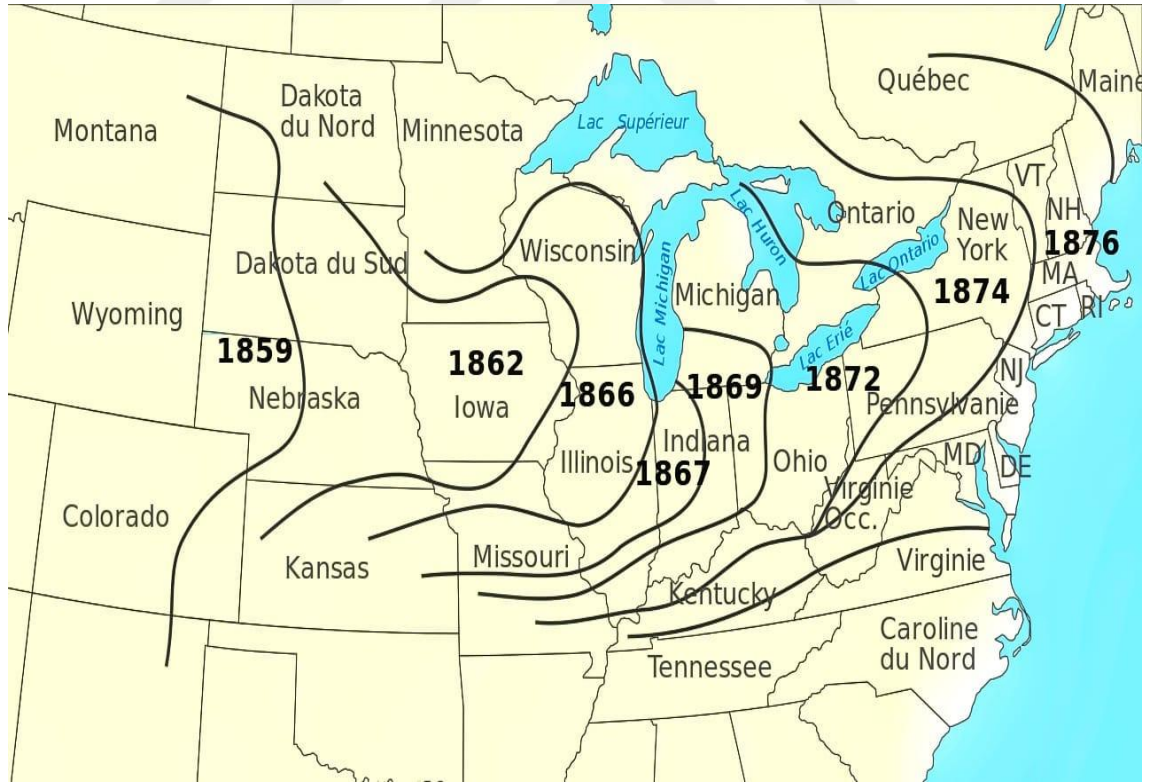 Québec
Maine
Montana
Dakota
du Nord
Minnesota
Lac Supérieur
VT
Wisconsin
Lac Huron
Ontario
New
York
NH
1876
Dakota du Sud
Lac Michigan
Lac Ontario
MA
Wyoming
Michigan
1874
CT
RI
1859
1862
Lac Erié
NJ
Nebraska
Iowa
1866
1869
1872
Pennsylvanie
Colorado
Illinois
Indiana
1867
Ohio
MD
DE
Virginie
Occ.
Kansas
Missouri
Virginie
Kentucky
Caroline
du Nord
Tennessee